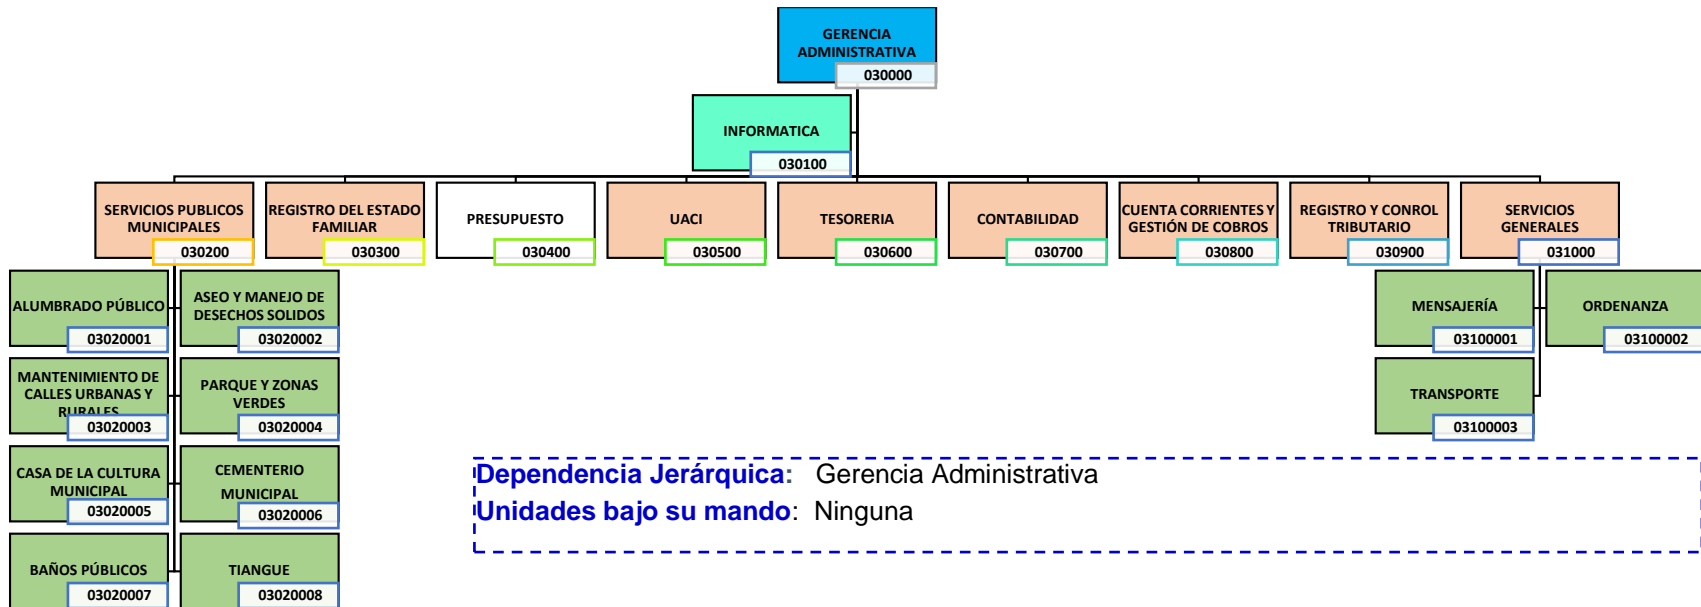 GERENCIA
ADMINISTRATIVA
030000
INFORMATICA
030100
SERVICIOS PUBLICOS
MUNICIPALES
030200
REGISTRO DEL ESTADO
FAMILIAR
030300
PRESUPUESTO
030400
UACI
030500
TESORERIA
030600
CONTABILIDAD
030700
CUENTA CORRIENTES Y
GESTIÓN DE COBROS
030800
REGISTRO Y CONROL
TRIBUTARIO
030900
SERVICIOS
GENERALES
031000
ALUMBRADO PÚBLICO
03020001
ASEO Y MANEJO DE
DESECHOS SOLIDOS
03020002
MANTENIMIENTO DE
CALLES URBANAS Y
RURALES
03020003
PARQUE Y ZONAS
VERDES
03020004
CASA DE LA CULTURA
MUNICIPAL
03020005
CEMENTERIO
MUNICIPAL
03020006
BAÑOS PÚBLICOS
03020007
TIANGUE
03020008
MENSAJERÍA
03100001
ORDENANZA
03100002
TRANSPORTE
03100003
Dependencia Jerárquica: Gerencia Administrativa
Unidades bajo su mando: Ninguna